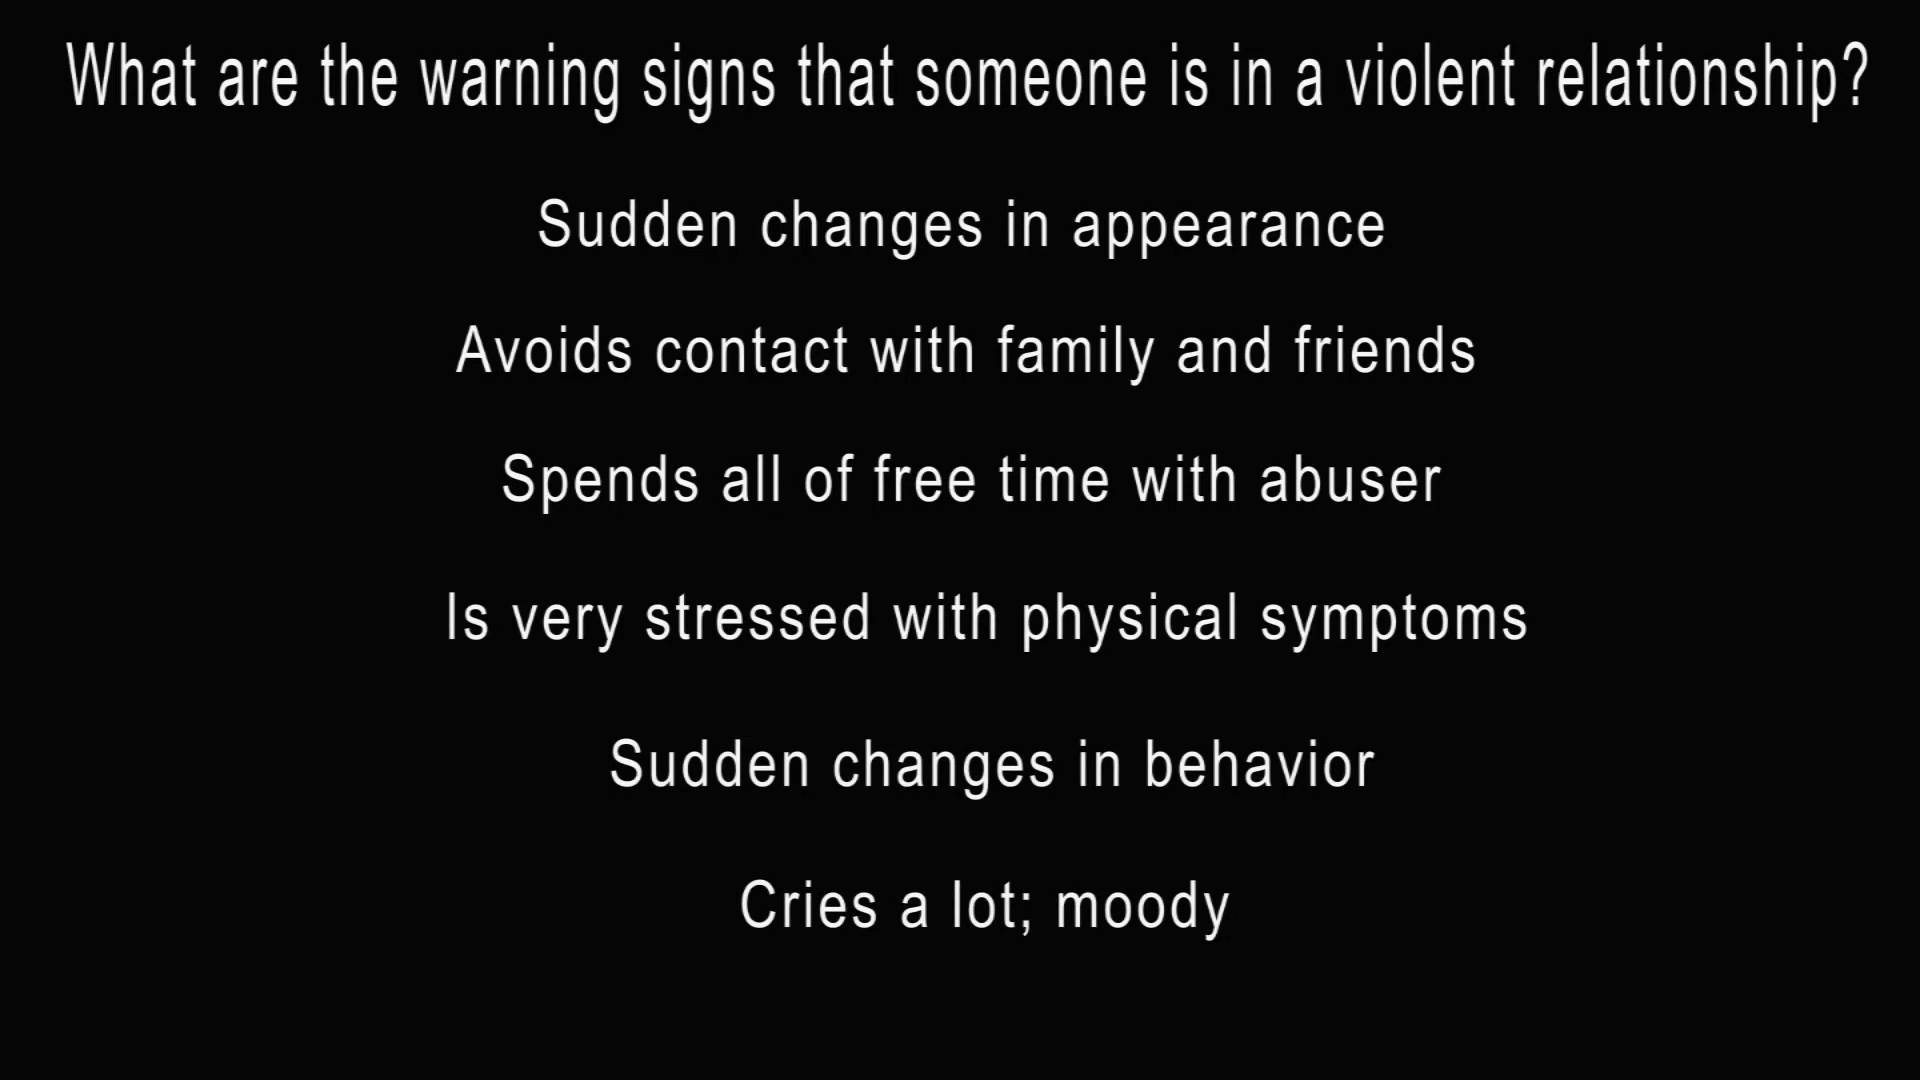 What are the warning signs that someone is in a violent relationship?
Sudden changes in appearance
Avoids contact with family and friends
Spends all of free time with abuser
Is very stressed with physical symptoms
Sudden changes in behavior
Cries a lot; moody